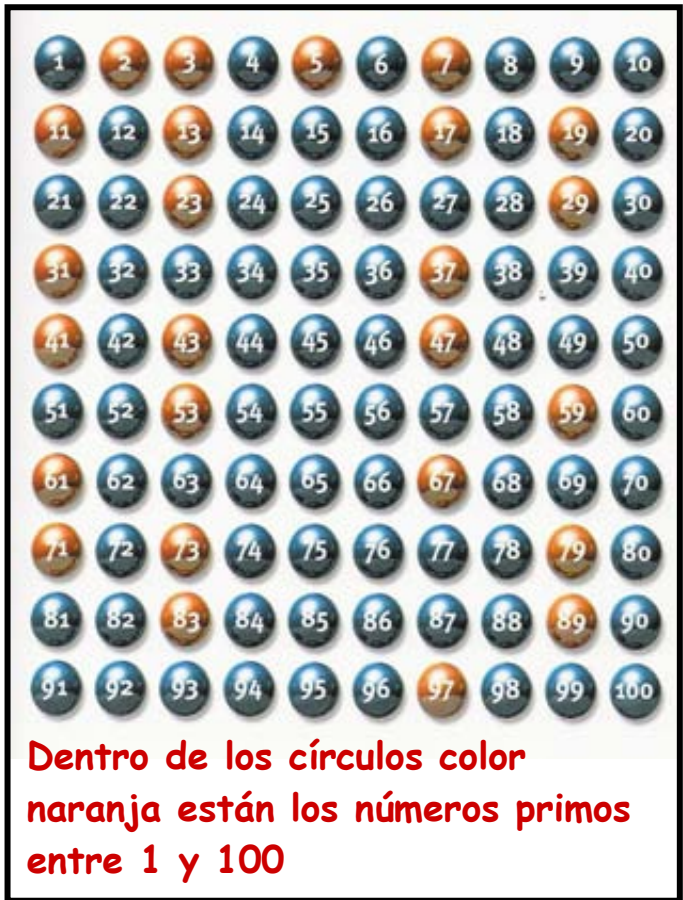 1 2 3 4 5 6 7 8 9 10
11 12 13 14 15 16 17 18 19 20
21 22 23 24 25 26 27 28 29 30
31 32 33 34 35 36 37 38 39 40
41 42 43 44 45 46 47 48 49 50
51 52 53 54 55 56 57 58 59 60
61 62 63 64 65 66 67 68 69 70
71 72 73 74 75 76 77 78 79 80
81 82 83 84 85 86 87 88 89 90
91 92 93 94 95 96 97 98 99 100
Dentro de los círculos color
naranja están los números primos
entre 1 y 100